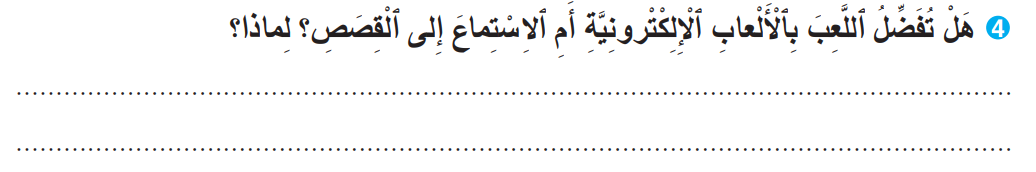 4 هَلْ تُفَضِّلُ ٱللَّعِبَ بِٱلْأَلْعابِ ٱلْإِلِكْتْرونِيَّةِ أَمِ ٱلِاسْتِماعَ إِلى ٱلْقِصَصِ؟ لِماذا؟